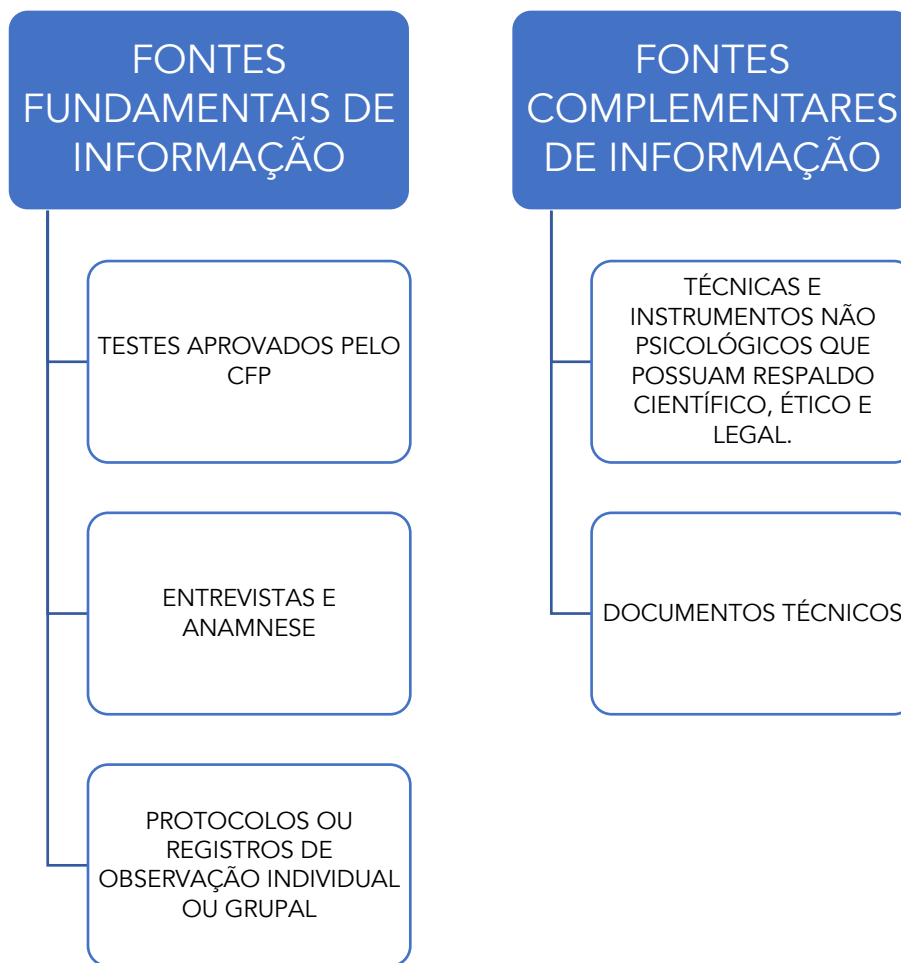 FONTES
FUNDAMENTAIS DE
INFORMAÇÃO
TESTES APROVADOS PELO
CFP
ENTREVISTAS E
ANAMNESE
PROTOCOLOS OU
REGISTROS DE
OBSERVAÇÃO INDIVIDUAL
OU GRUPAL
FONTES
COMPLEMENTARES
DE INFORMAÇÃO
TÉCNICAS E
INSTRUMENTOS NÃO
PSICOLÓGICOS QUE
POSSUAM RESPALDO
CIENTÍFICO, ÉTICO E
LEGAL.
DOCUMENTOS TÉCNICOS